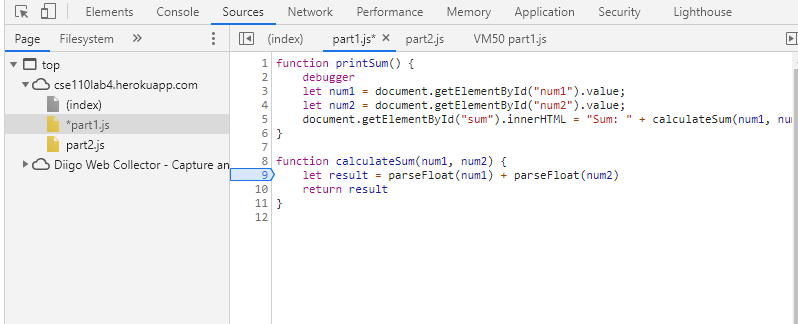 Elements Console Sources Network Performance Memory Application Security Lighthouse
Page Filesystem » (index) part1.js* × part2.js VM50 part1.js
top
cse110lab4.herokuapp.com
(index)
*part1.js
part2.js
Diigo Web Collector - Capture an
1 function printSum() {
2 debugger
3 let num1 = document.getElementById("num1").value;
4 let num2 = document.getElementById("num2").value;
5 document.getElementById("sum").innerHTML = "Sum: " + calculateSum(num1, nu
6 }
7
8 function calculateSum(num1, num2) {
9 let result = parseFloat(num1) + parseFloat(num2)
10 return result
11 }
12